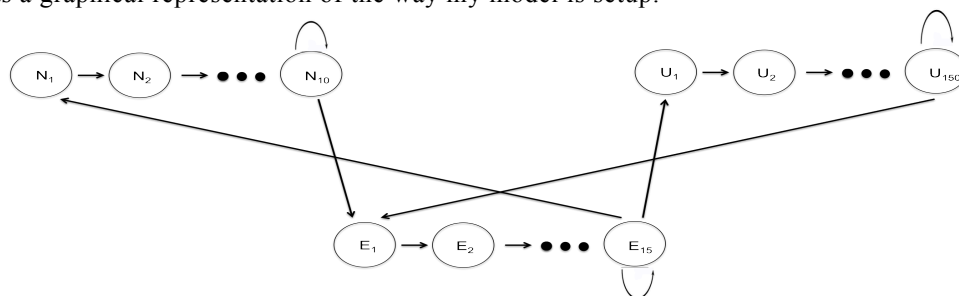 a graphical representation of the way my model is setup:
N₁ N₂ N₁₀ U₁ U₂ U₁₅₀
E₁ E₂ E₁₅